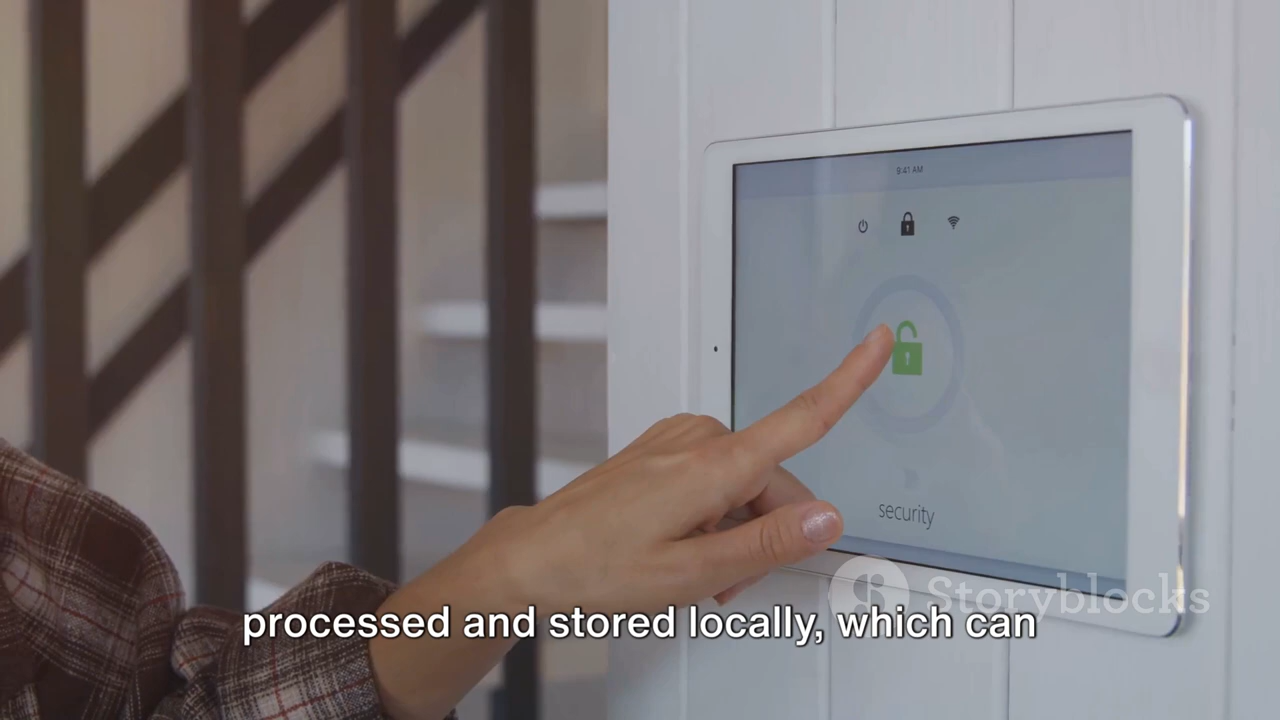 9:41 AM
security
Storyblocks
processed and stored locally, which can